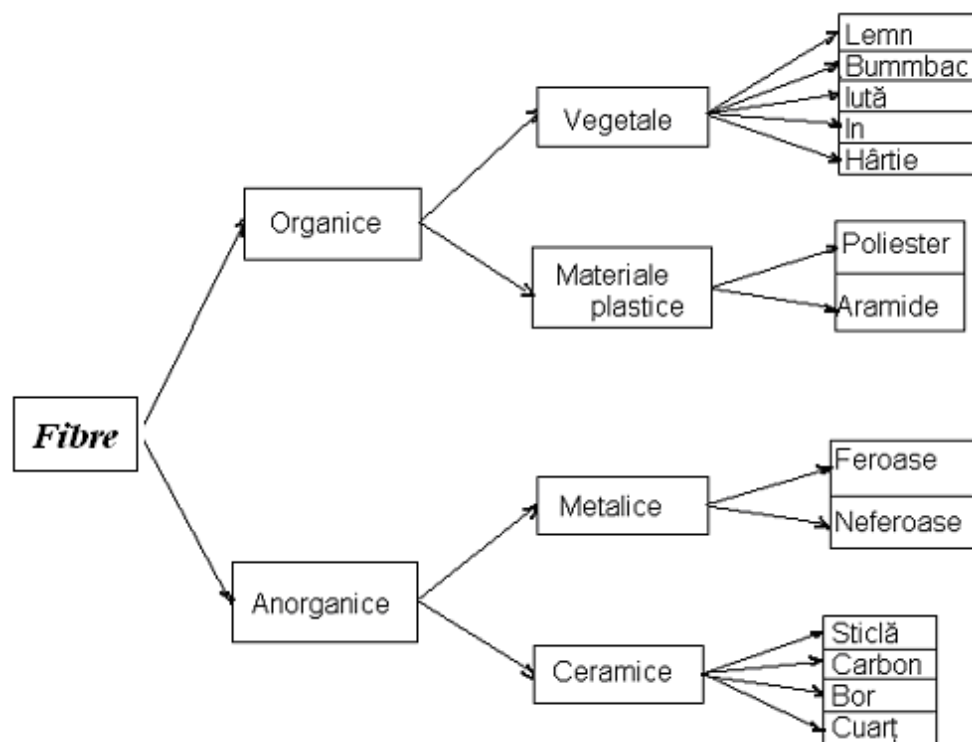 Lemn
Bummbac
Iută
In
Hârtie
Vegetale
Organice
Poliester
Materiale
plastice
Aramide
Fibre
Feroase
Metalice
Neferoase
Anorganice
Sticlă
Ceramice
Carbon
Bor
Cuarț